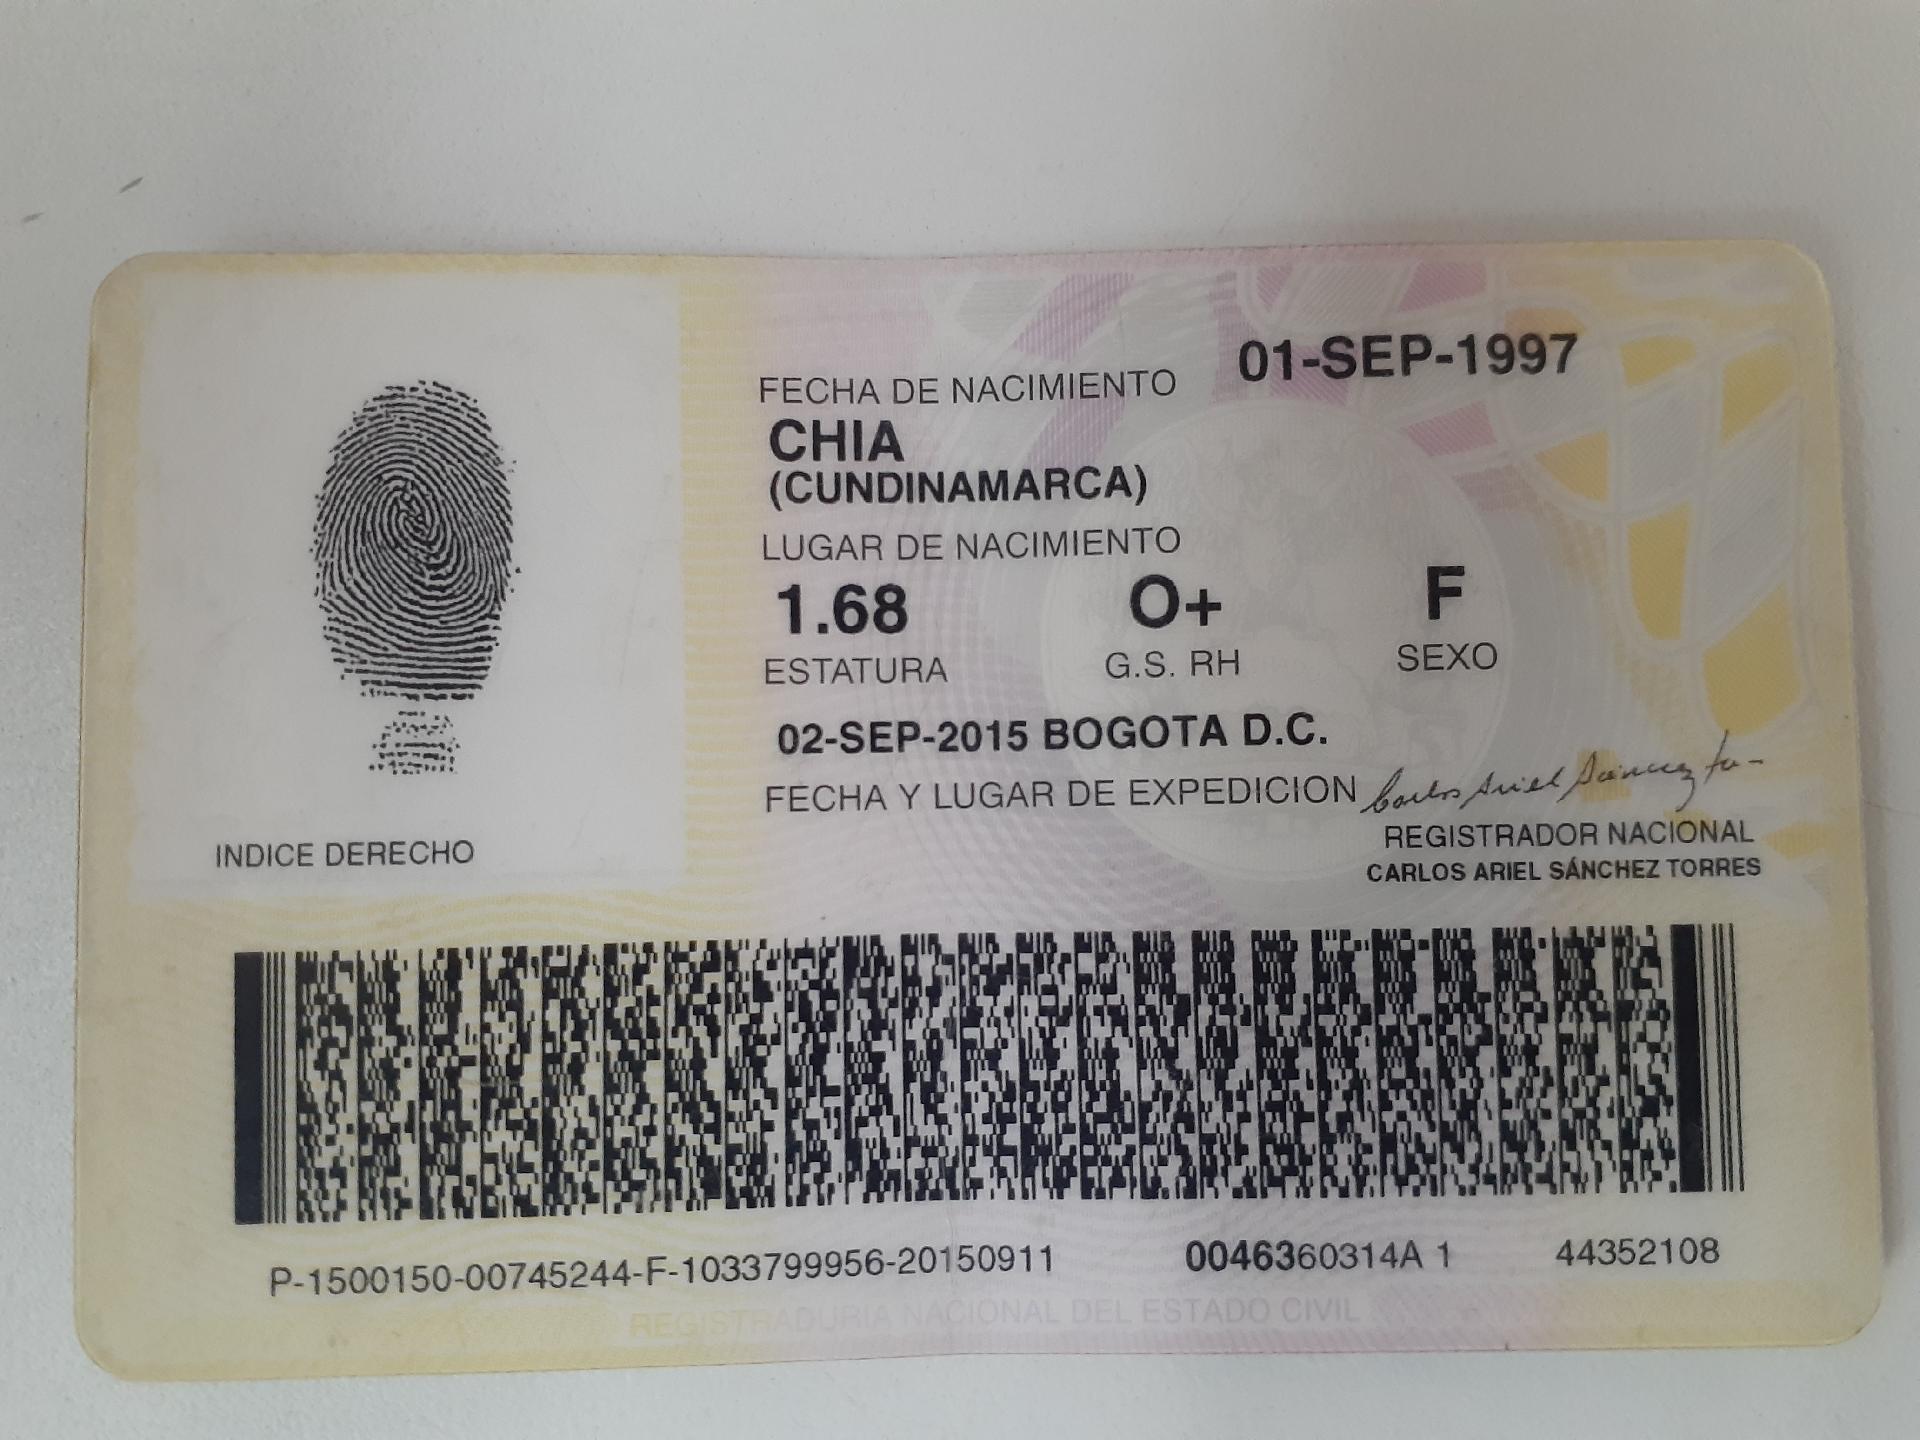 01-SEP-1997
FECHA DE NACIMIENTO
CHIA
(CUNDINAMARCA)
LUGAR DE NACIMIENTO
1.68 O+ F
ESTATURA G.S. RH SEXO
02-SEP-2015 BOGOTA D.C.
FECHA Y LUGAR DE EXPEDICION
Carlos Ariel Sánchez
REGISTRADOR NACIONAL
CARLOS ARIEL SÁNCHEZ TORRES
INDICE DERECHO
P-1500150-00745244-F-1033799956-20150911 0046360314A 1 44352108
REGISTRADURIA NACIONAL DEL ESTADO CIVIL